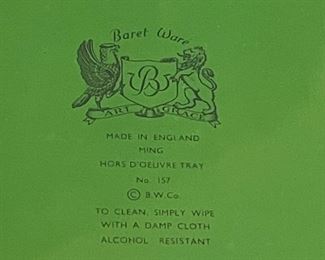 Baret Ware
B
ART GRACE
MADE IN ENGLAND
MING
HORS D'OEUVRE TRAY
No. 157
© B.W.Co.
TO CLEAN, SIMPLY WIPE
WITH A DAMP CLOTH
ALCOHOL RESISTANT